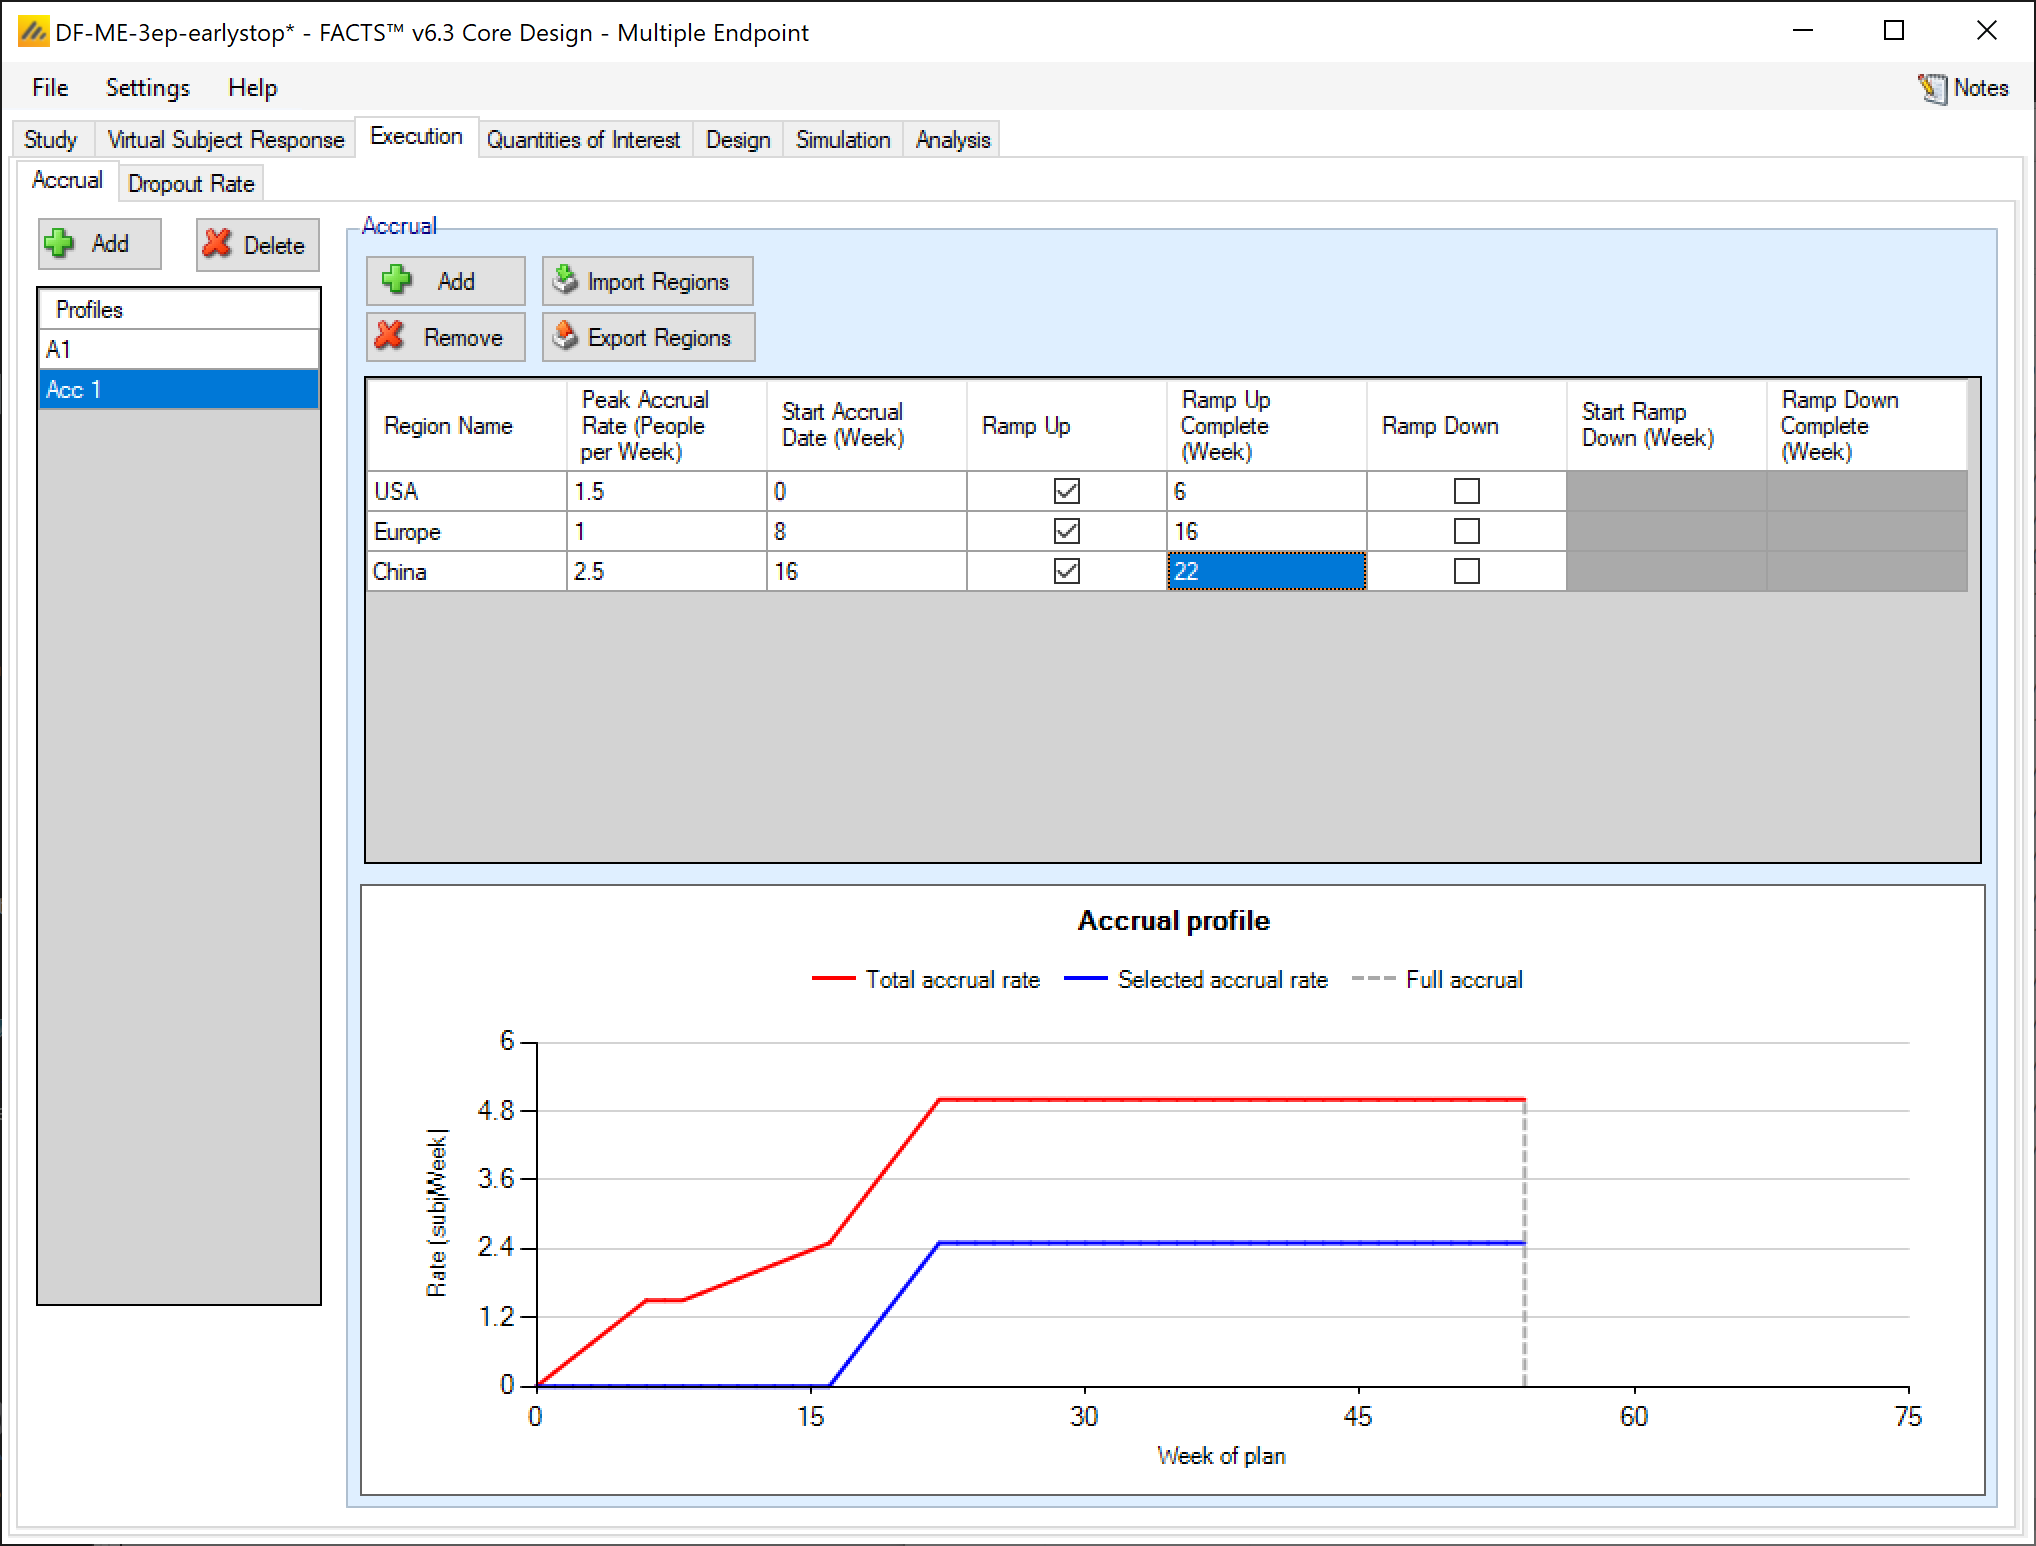 DF-ME-3ep-earlystop* - FACTS™ v6.3 Core Design - Multiple Endpoint
File Settings Help Notes
Study Virtual Subject Response Execution Quantities of Interest Design Simulation Analysis
Accrual Dropout Rate
Add Delete
Profiles
A1
Acc 1
Accrual
Add Import Regions
Remove Export Regions
Region Name
Peak Accrual
Rate (People
per Week)
Start Accrual
Date (Week)
Ramp Up
Ramp Up
Complete
(Week)
Ramp Down
Start Ramp
Down (Week)
Ramp Down
Complete
(Week)
USA 1.5 0 6
Europe 1 8 16
China 2.5 16 22
Accrual profile
Total accrual rate Selected accrual rate Full accrual
6
4.8
3.6
2.4
1.2
0
Rate (subj/Week)
0 15 30 45 60 75
Week of plan